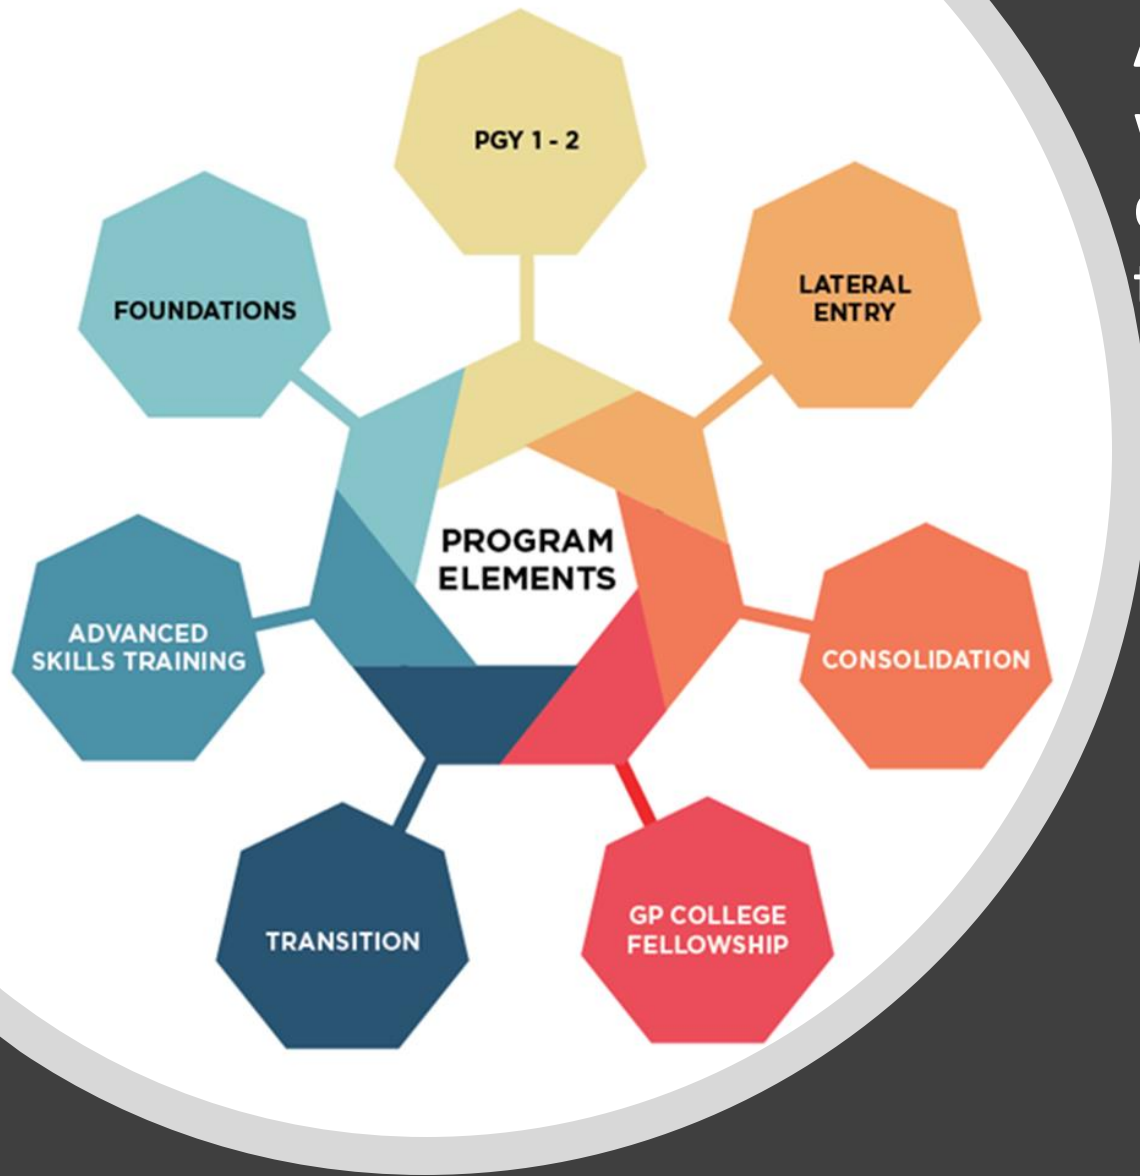 PGY 1 - 2
FOUNDATIONS
LATERAL
ENTRY
PROGRAM
ELEMENTS
ADVANCED
SKILLS TRAINING
CONSOLIDATION
TRANSITION
GP COLLEGE
FELLOWSHIP